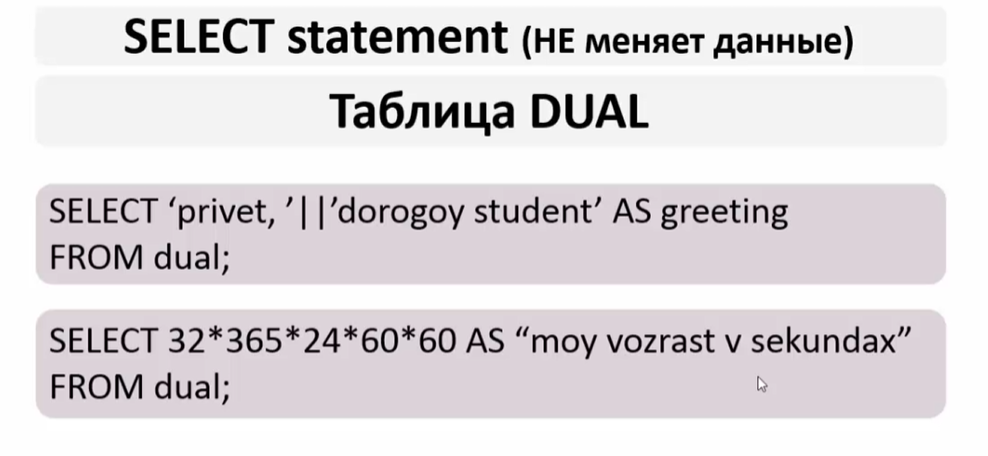 SELECT statement (НЕ меняет данные)
Таблица DUAL
SELECT ‘privet, ’||’dorogoy student’ AS greeting
FROM dual;
SELECT 32*365*24*60*60 AS “moy vozrast v sekundax”
FROM dual;